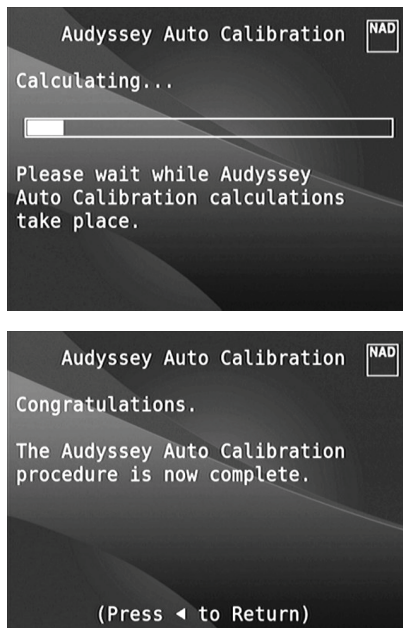 Audyssey Auto Calibration NAD
Calculating...
Please wait while Audyssey
Auto Calibration calculations
take place.
Audyssey Auto Calibration NAD
Congratulations.
The Audyssey Auto Calibration
procedure is now complete.
(Press ◄ to Return)